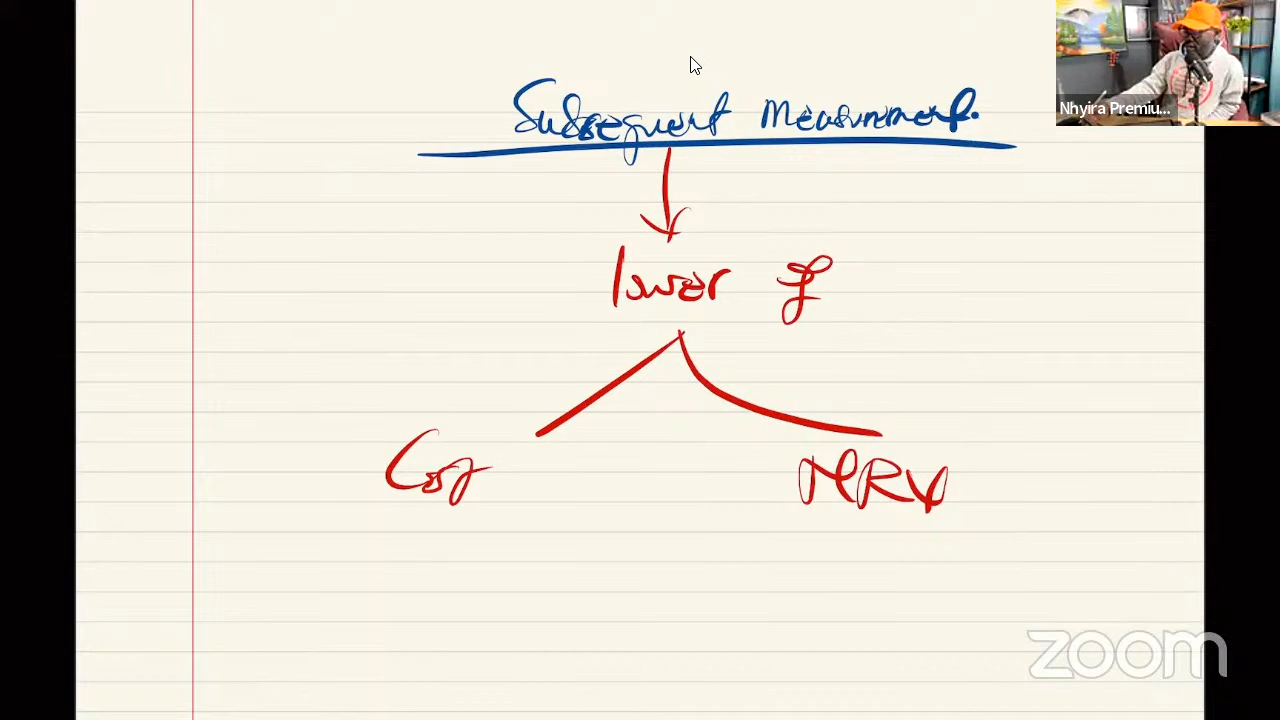 Subsequent Measurement.
Nhyira Premiu...
lower of
Cost
NRV
zoom